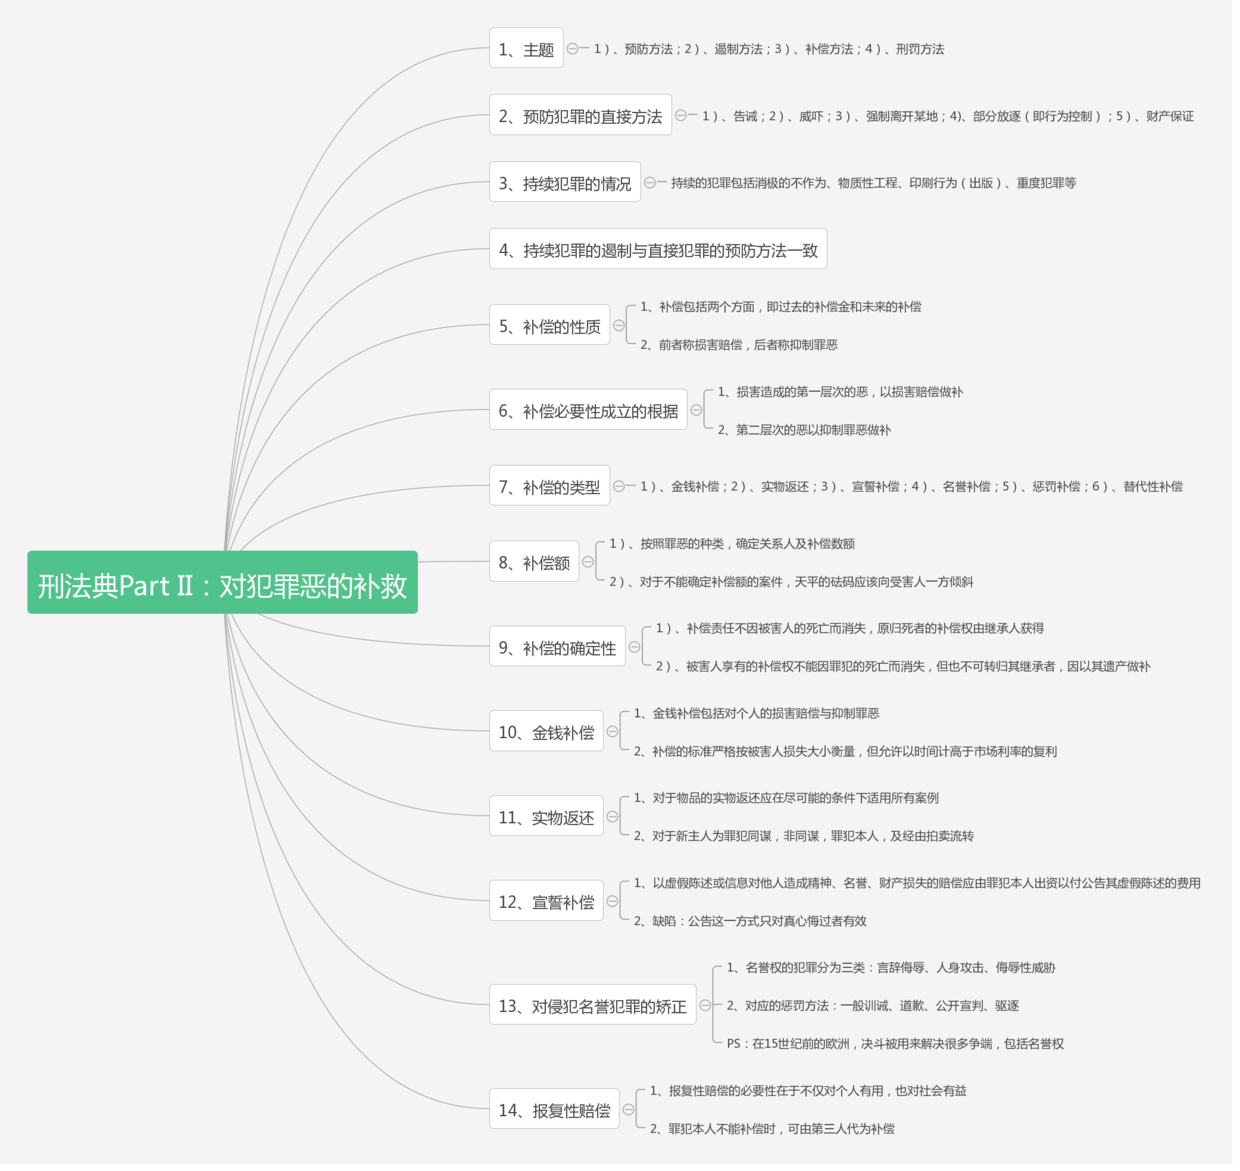 刑法典Part II：对犯罪恶的补救
1、主题
1）、预防方法；2）、遏制方法；3）、补偿方法；4）、刑罚方法
2、预防犯罪的直接方法
1）、告诫；2）、威吓；3）、强制离开某地；4)、部分放逐（即行为控制）；5）、财产保证
3、持续犯罪的情况
持续的犯罪包括消极的不作为、物质性工程、印刷行为（出版）、重度犯罪等
4、持续犯罪的遏制与直接犯罪的预防方法一致
5、补偿的性质
1、补偿包括两个方面，即过去的补偿金和未来的补偿
2、前者称损害赔偿，后者称抑制罪恶
6、补偿必要性成立的根据
1、损害造成的第一层次的恶，以损害赔偿做补
2、第二层次的恶以抑制罪恶做补
7、补偿的类型
1）、金钱补偿；2）、实物返还；3）、宣誓补偿；4）、名誉补偿；5）、惩罚补偿；6）、替代性补偿
8、补偿额
1）、按照罪恶的种类，确定关系人及补偿数额
2）、对于不能确定补偿额的案件，天平的砝码应该向受害人一方倾斜
9、补偿的确定性
1）、补偿责任不因被害人的死亡而消失，原归死者的补偿权由继承人获得
2）、被害人享有的补偿权不能因罪犯的死亡而消失，但也不可转归其继承者，因以其遗产做补
10、金钱补偿
1、金钱补偿包括对个人的损害赔偿与抑制罪恶
2、补偿的标准严格按被害人损失大小衡量，但允许以时间计高于市场利率的复利
11、实物返还
1、对于物品的实物返还应在尽可能的条件下适用所有案例
2、对于新主人为罪犯同谋，非同谋，罪犯本人，及经由拍卖流转
12、宣誓补偿
1、以虚假陈述或信息对他人造成精神、名誉、财产损失的赔偿应由罪犯本人出资以付公告其虚假陈述的费用
2、缺陷：公告这一方式只对真心悔过者有效
13、对侵犯名誉犯罪的矫正
1、名誉权的犯罪分为三类：言辞侮辱、人身攻击、侮辱性威胁
2、对应的惩罚方法：一般训诫、道歉、公开宣判、驱逐
PS：在15世纪前的欧洲，决斗被用来解决很多争端，包括名誉权
14、报复性赔偿
1、报复性赔偿的必要性在于不仅对个人有用，也对社会有益
2、罪犯本人不能补偿时，可由第三人代为补偿